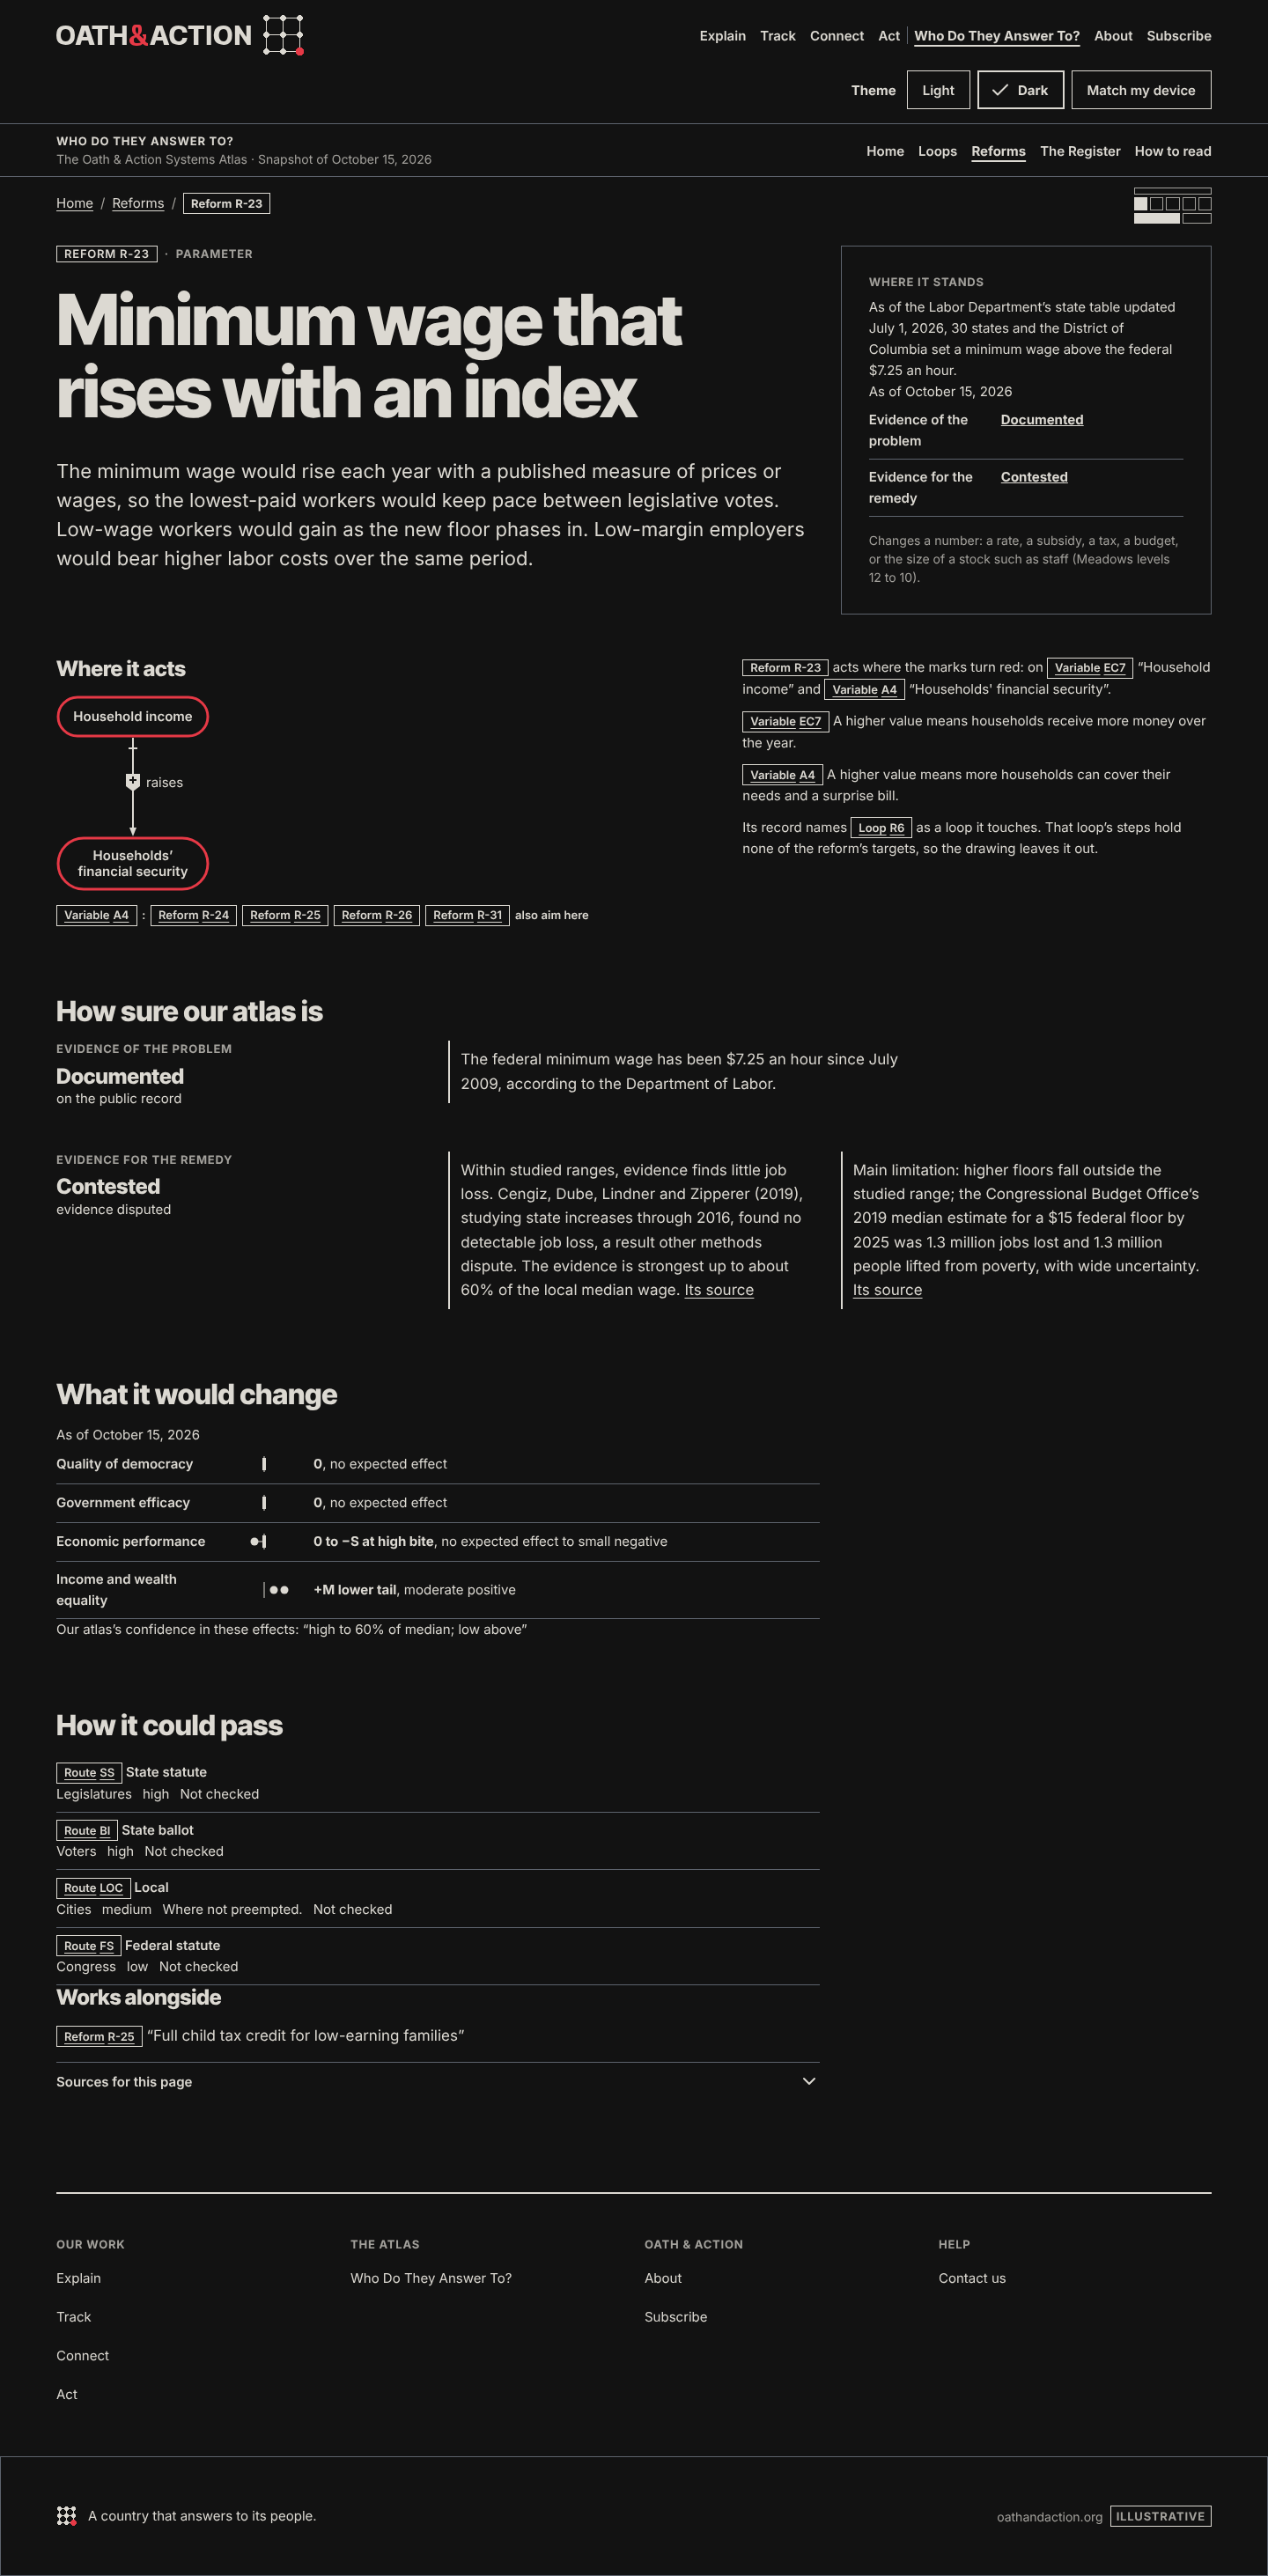 OATH&ACTION
Explain Track Connect Act Who Do They Answer To? About Subscribe
Theme Light Dark Match my device
WHO DO THEY ANSWER TO?
The Oath & Action Systems Atlas · Snapshot of October 15, 2026
Home Loops Reforms The Register How to read
Home / Reforms / Reform R-23
REFORM R-23 · PARAMETER
Minimum wage that
rises with an index
The minimum wage would rise each year with a published measure of prices or
wages, so the lowest-paid workers would keep pace between legislative votes.
Low-wage workers would gain as the new floor phases in. Low-margin employers
would bear higher labor costs over the same period.
WHERE IT STANDS
As of the Labor Department’s state table updated
July 1, 2026, 30 states and the District of
Columbia set a minimum wage above the federal
$7.25 an hour.
As of October 15, 2026
Evidence of the
problem
Documented
Evidence for the
remedy
Contested
Changes a number: a rate, a subsidy, a tax, a budget,
or the size of a stock such as staff (Meadows levels
12 to 10).
Where it acts
Household income
raises
Households’
financial security
Variable A4 : Reform R-24 Reform R-25 Reform R-26 Reform R-31 also aim here
Reform R-23 acts where the marks turn red: on Variable EC7 “Household
income” and Variable A4 “Households' financial security”.
Variable EC7 A higher value means households receive more money over
the year.
Variable A4 A higher value means more households can cover their
needs and a surprise bill.
Its record names Loop R6 as a loop it touches. That loop’s steps hold
none of the reform’s targets, so the drawing leaves it out.
How sure our atlas is
EVIDENCE OF THE PROBLEM
Documented
on the public record
The federal minimum wage has been $7.25 an hour since July
2009, according to the Department of Labor.
EVIDENCE FOR THE REMEDY
Contested
evidence disputed
Within studied ranges, evidence finds little job
loss. Cengiz, Dube, Lindner and Zipperer (2019),
studying state increases through 2016, found no
detectable job loss, a result other methods
dispute. The evidence is strongest up to about
60% of the local median wage. Its source
Main limitation: higher floors fall outside the
studied range; the Congressional Budget Office’s
2019 median estimate for a $15 federal floor by
2025 was 1.3 million jobs lost and 1.3 million
people lifted from poverty, with wide uncertainty.
Its source
What it would change
As of October 15, 2026
Quality of democracy 0, no expected effect
Government efficacy 0, no expected effect
Economic performance 0 to −S at high bite, no expected effect to small negative
Income and wealth
equality
+M lower tail, moderate positive
Our atlas’s confidence in these effects: “high to 60% of median; low above”
How it could pass
Route SS State statute
Legislatures high Not checked
Route BI State ballot
Voters high Not checked
Route LOC Local
Cities medium Where not preempted. Not checked
Route FS Federal statute
Congress low Not checked
Works alongside
Reform R-25 “Full child tax credit for low-earning families”
Sources for this page
OUR WORK
Explain
Track
Connect
Act
THE ATLAS
Who Do They Answer To?
OATH & ACTION
About
Subscribe
HELP
Contact us
A country that answers to its people.
oathandaction.org ILLUSTRATIVE